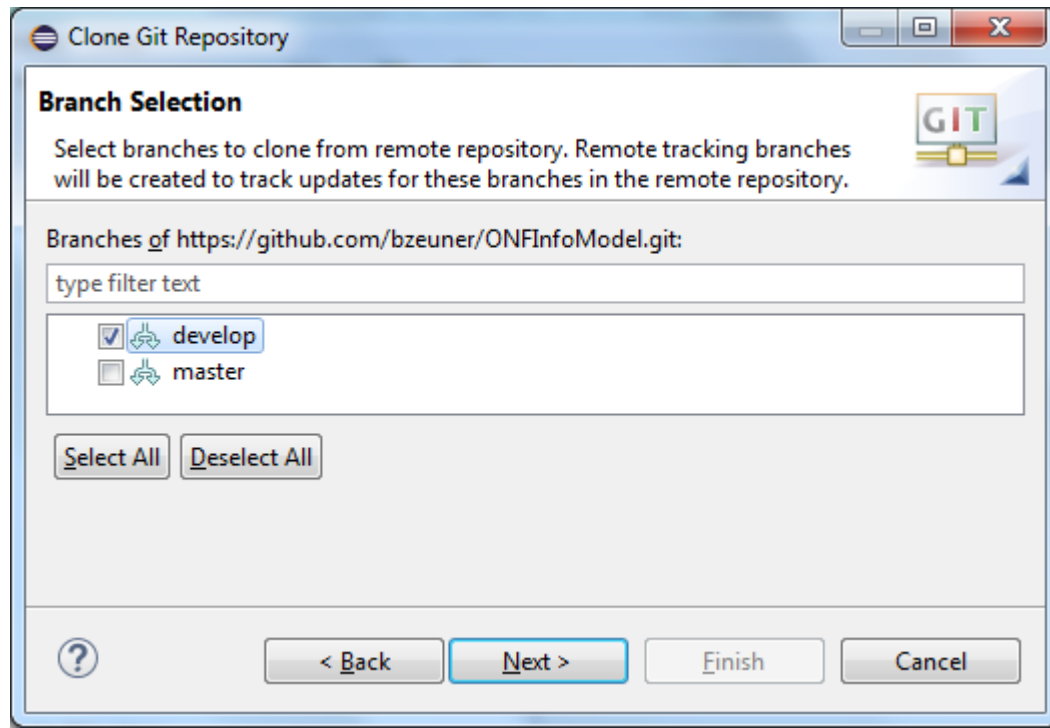 Clone Git Repository
Branch Selection
GIT
Select branches to clone from remote repository. Remote tracking branches
will be created to track updates for these branches in the remote repository.
Branches of https://github.com/bzeuner/ONFInfoModel.git:
type filter text
develop
master
Select All Deselect All
? < Back Next > Finish Cancel